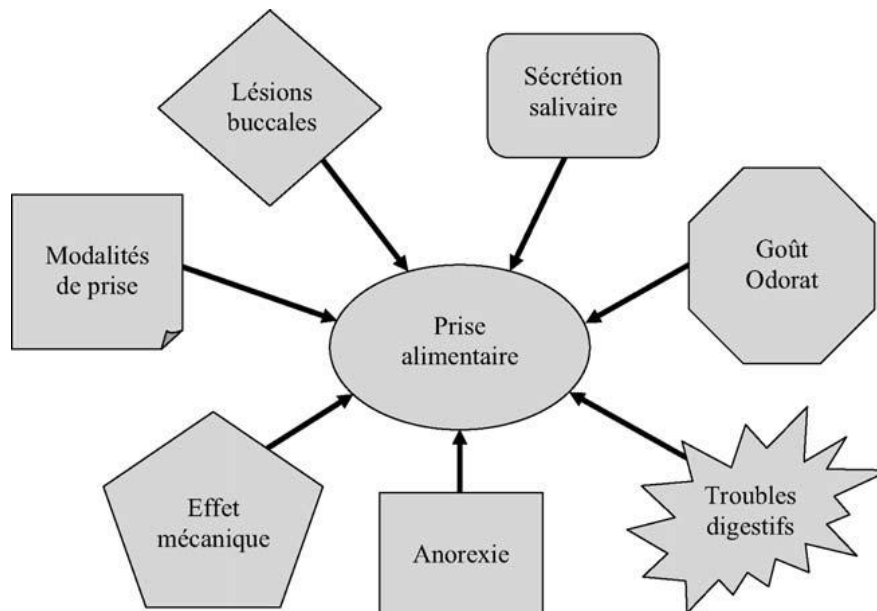 Lésions
buccales
Sécrétion
salivaire
Modalités
de prise
Goût
Odorat
Prise
alimentaire
Effet
mécanique
Anorexie
Troubles
digestifs